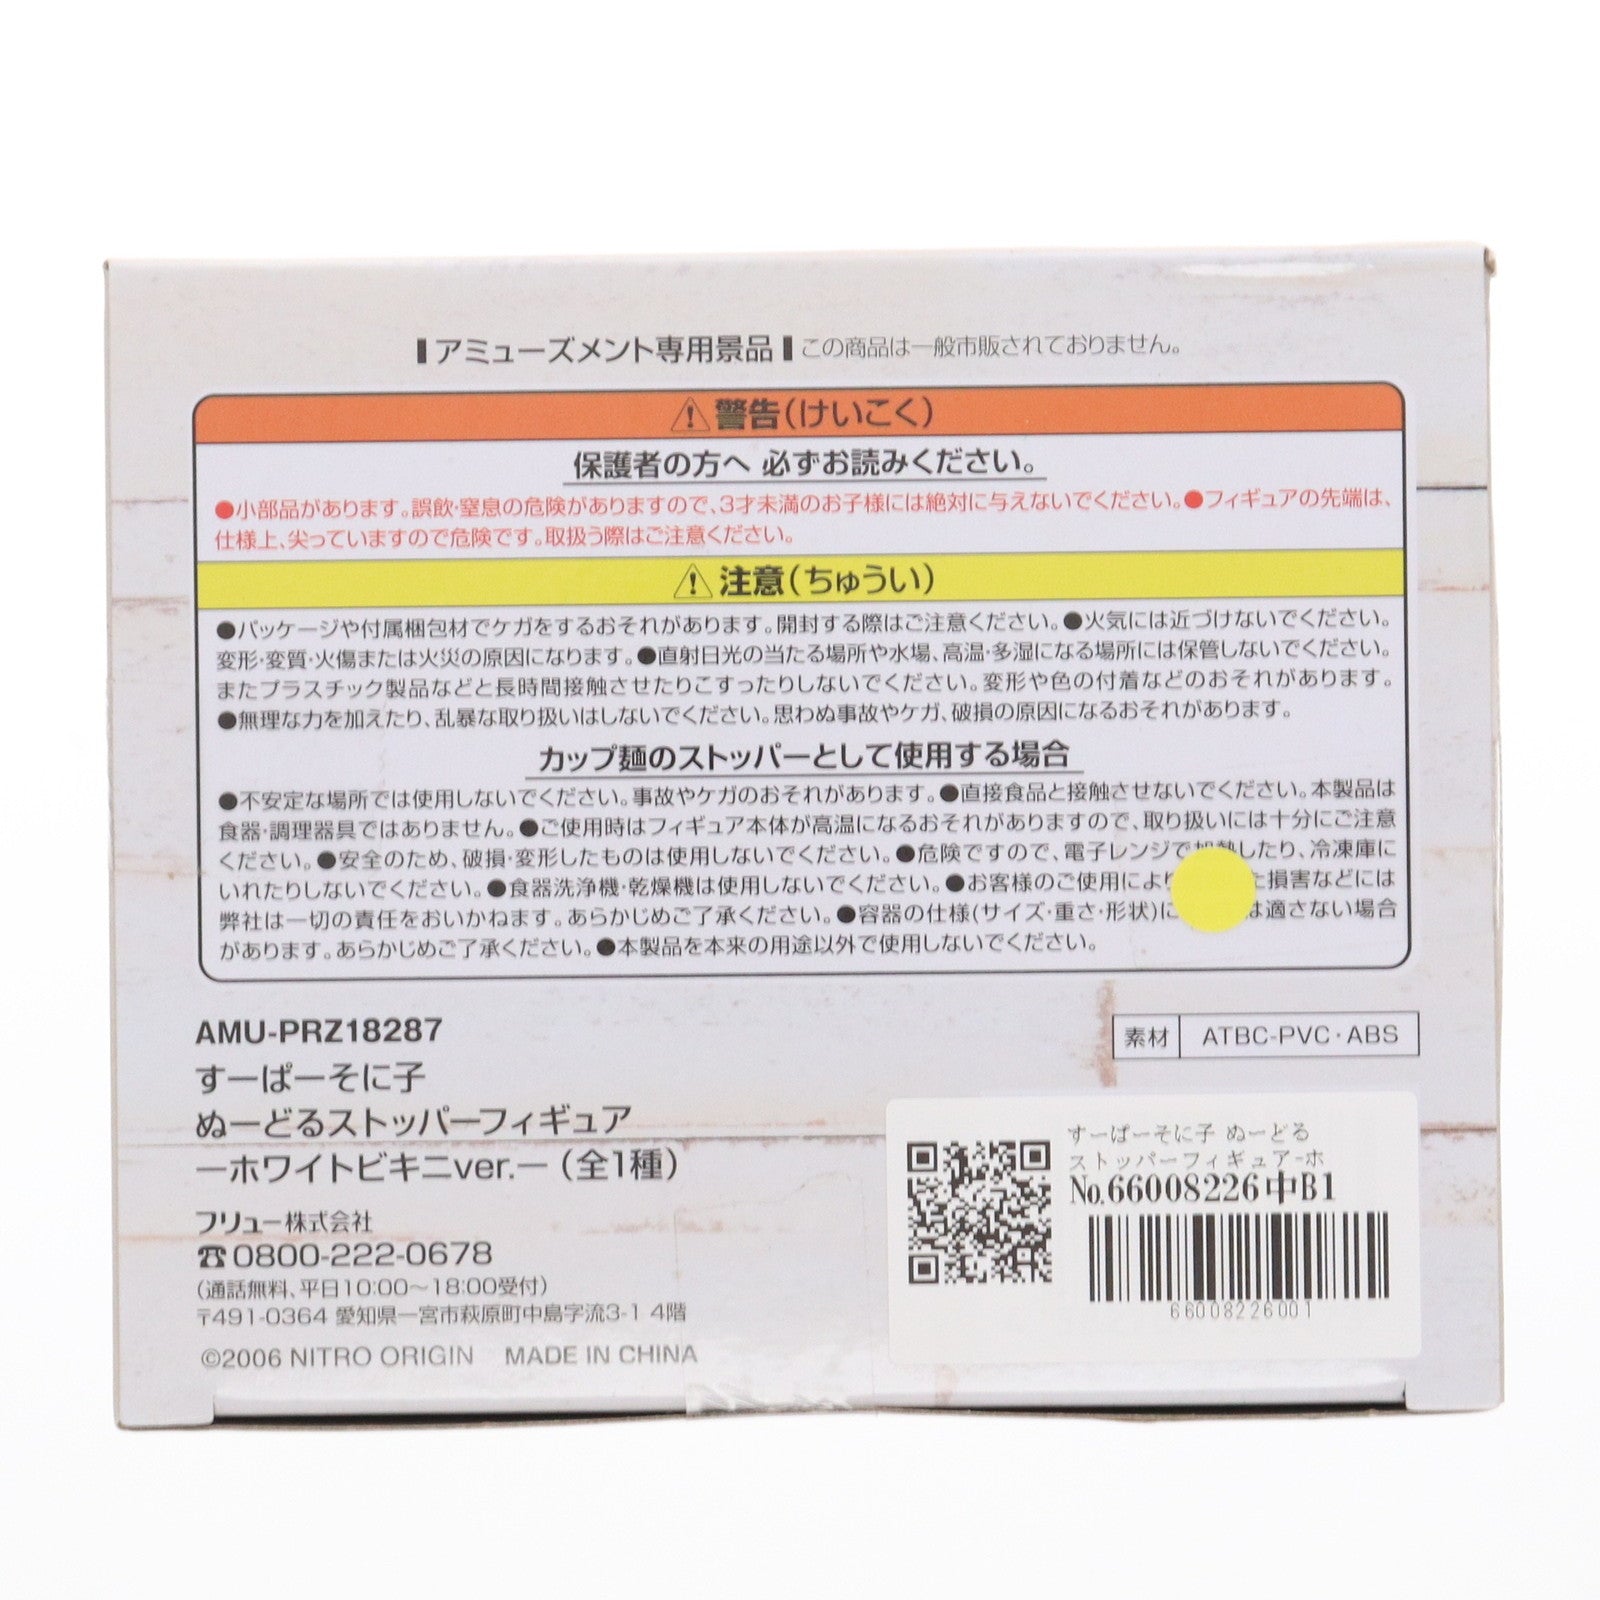 アミューズメント専用景品 この商品は一般市販されておりません。
警告(けいこく)
保護者の方へ 必ずお読みください。
●小部品があります。誤飲・窒息の危険がありますので、3才未満のお子様には絶対に与えないでください。●フィギュアの先端は、
仕様上、尖っていますので危険です。取扱う際はご注意ください。
注意(ちゅうい)
●パッケージや付属梱包材でケガをするおそれがあります。開封する際はご注意ください。●火気には近づけないでください。
変形・変質・火傷または火災の原因になります。●直射日光の当たる場所や水場、高温・多湿になる場所には保管しないでください。
またプラスチック製品などと長時間接触させたりこすったりしないでください。変形や色の付着などのおそれがあります。
●無理な力を加えたり、乱暴な取り扱いはしないでください。思わぬ事故やケガ、破損の原因になるおそれがあります。
カップ麺のストッパーとして使用する場合
●不安定な場所では使用しないでください。事故やケガのおそれがあります。●直接食品と接触させないでください。本製品は
食器・調理器具ではありません。●ご使用時はフィギュア本体が高温になるおそれがありますので、取り扱いには十分にご注意
ください。●安全のため、破損・変形したものは使用しないでください。●危険ですので、電子レンジで加熱したり、冷凍庫に
いれたりしないでください。●食器洗浄機・乾燥機は使用しないでください。●お客様のご使用により 損害などには
弊社は一切の責任をおいかねます。あらかじめご了承ください。●容器の仕様(サイズ・重さ・形状)に は適さない場合
があります。あらかじめご了承ください。●本製品を本来の用途以外で使用しないでください。
AMU-PRZ18287
素材 ATBC-PVC・ABS
すーぱーそに子
ぬーどるストッパーフィギュア
ーホワイトビキニver.ー(全1種)
フリュー株式会社
☎0800-222-0678
(通話無料、平日10:00〜18:00受付)
〒491-0364 愛知県一宮市萩原町中島字流3-1 4階
©2006 NITRO ORIGIN MADE IN CHINA
すーぱーそに子 ぬーどる
ストッパーフィギュア-ホ
No.66008226中B1
66008226001